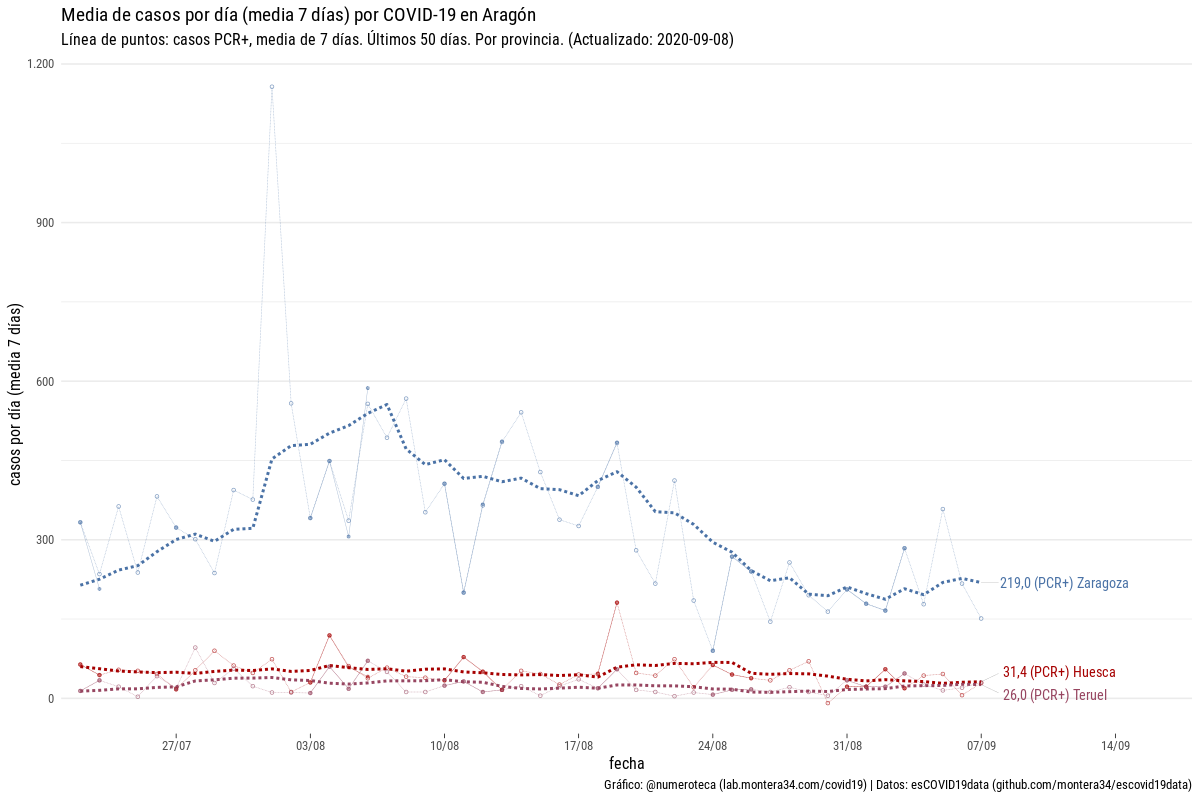 Media de casos por día (media 7 días) por COVID-19 en Aragón
Línea de puntos: casos PCR+, media de 7 días. Últimos 50 días. Por provincia. (Actualizado: 2020-09-08)
1.200
900
600
300
0
casos por día (media 7 días)
219,0 (PCR+) Zaragoza
31,4 (PCR+) Huesca
26,0 (PCR+) Teruel
27/07
03/08
10/08
17/08
24/08
31/08
07/09
14/09
fecha
Gráfico: @numeroteca (lab.montera34.com/covid19) | Datos: esCOVID19data (github.com/montera34/escovid19data)